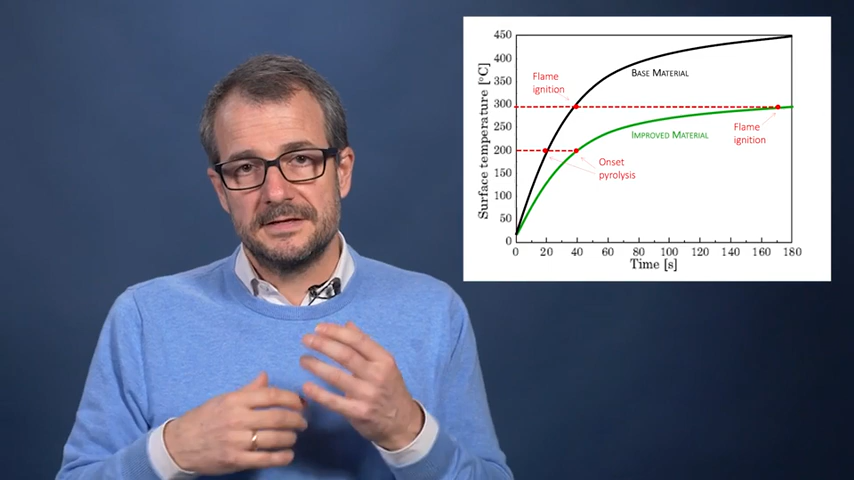 450
400
350
300
250
200
150
100
50
0
Surface temperature [°C]
Flame
ignition
BASE MATERIAL
IMPROVED MATERIAL
Flame
ignition
Onset
pyrolysis
0 20 40 60 80 100 120 140 160 180
Time [s]